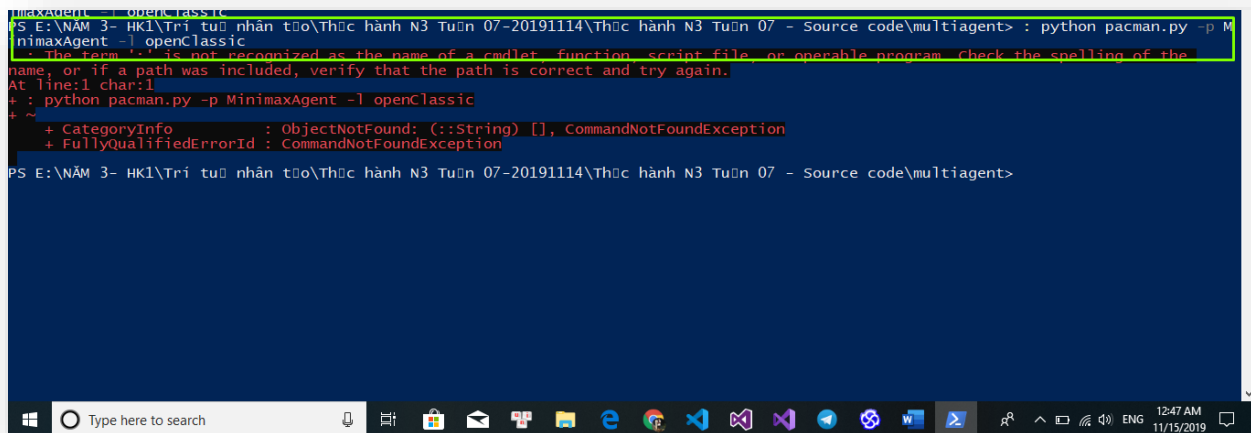 imaxAgent -l openClassic
PS E:\NĂM 3- HK1\Trí tu▯ nhân t▯o\Th▯c hành N3 Tu▯n 07-20191114\Th▯c hành N3 Tu▯n 07 - Source code\multiagent> : python pacman.py -p M
inimaxAgent -l openClassic
: : The term ':' is not recognized as the name of a cmdlet, function, script file, or operable program. Check the spelling of the
name, or if a path was included, verify that the path is correct and try again.
At line:1 char:1
+ : python pacman.py -p MinimaxAgent -l openClassic
+ ~
+ CategoryInfo : ObjectNotFound: (::String) [], CommandNotFoundException
+ FullyQualifiedErrorId : CommandNotFoundException
PS E:\NĂM 3- HK1\Trí tu▯ nhân t▯o\Th▯c hành N3 Tu▯n 07-20191114\Th▯c hành N3 Tu▯n 07 - Source code\multiagent>
Type here to search
ENG
12:47 AM
11/15/2019